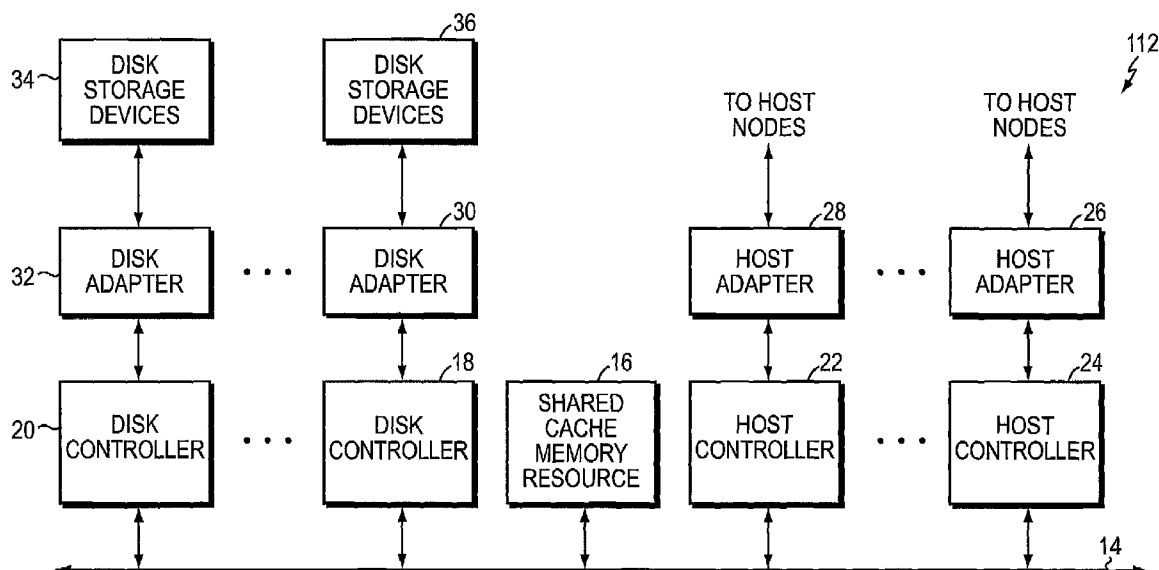 36
112
34
DISK
STORAGE
DEVICES
DISK
STORAGE
DEVICES
TO HOST
NODES
TO HOST
NODES
30
28
26
32
DISK
ADAPTER
• • •
DISK
ADAPTER
HOST
ADAPTER
• • •
HOST
ADAPTER
18
16
22
24
20
DISK
CONTROLLER
• • •
DISK
CONTROLLER
SHARED
CACHE
MEMORY
RESOURCE
HOST
CONTROLLER
• • •
HOST
CONTROLLER
14